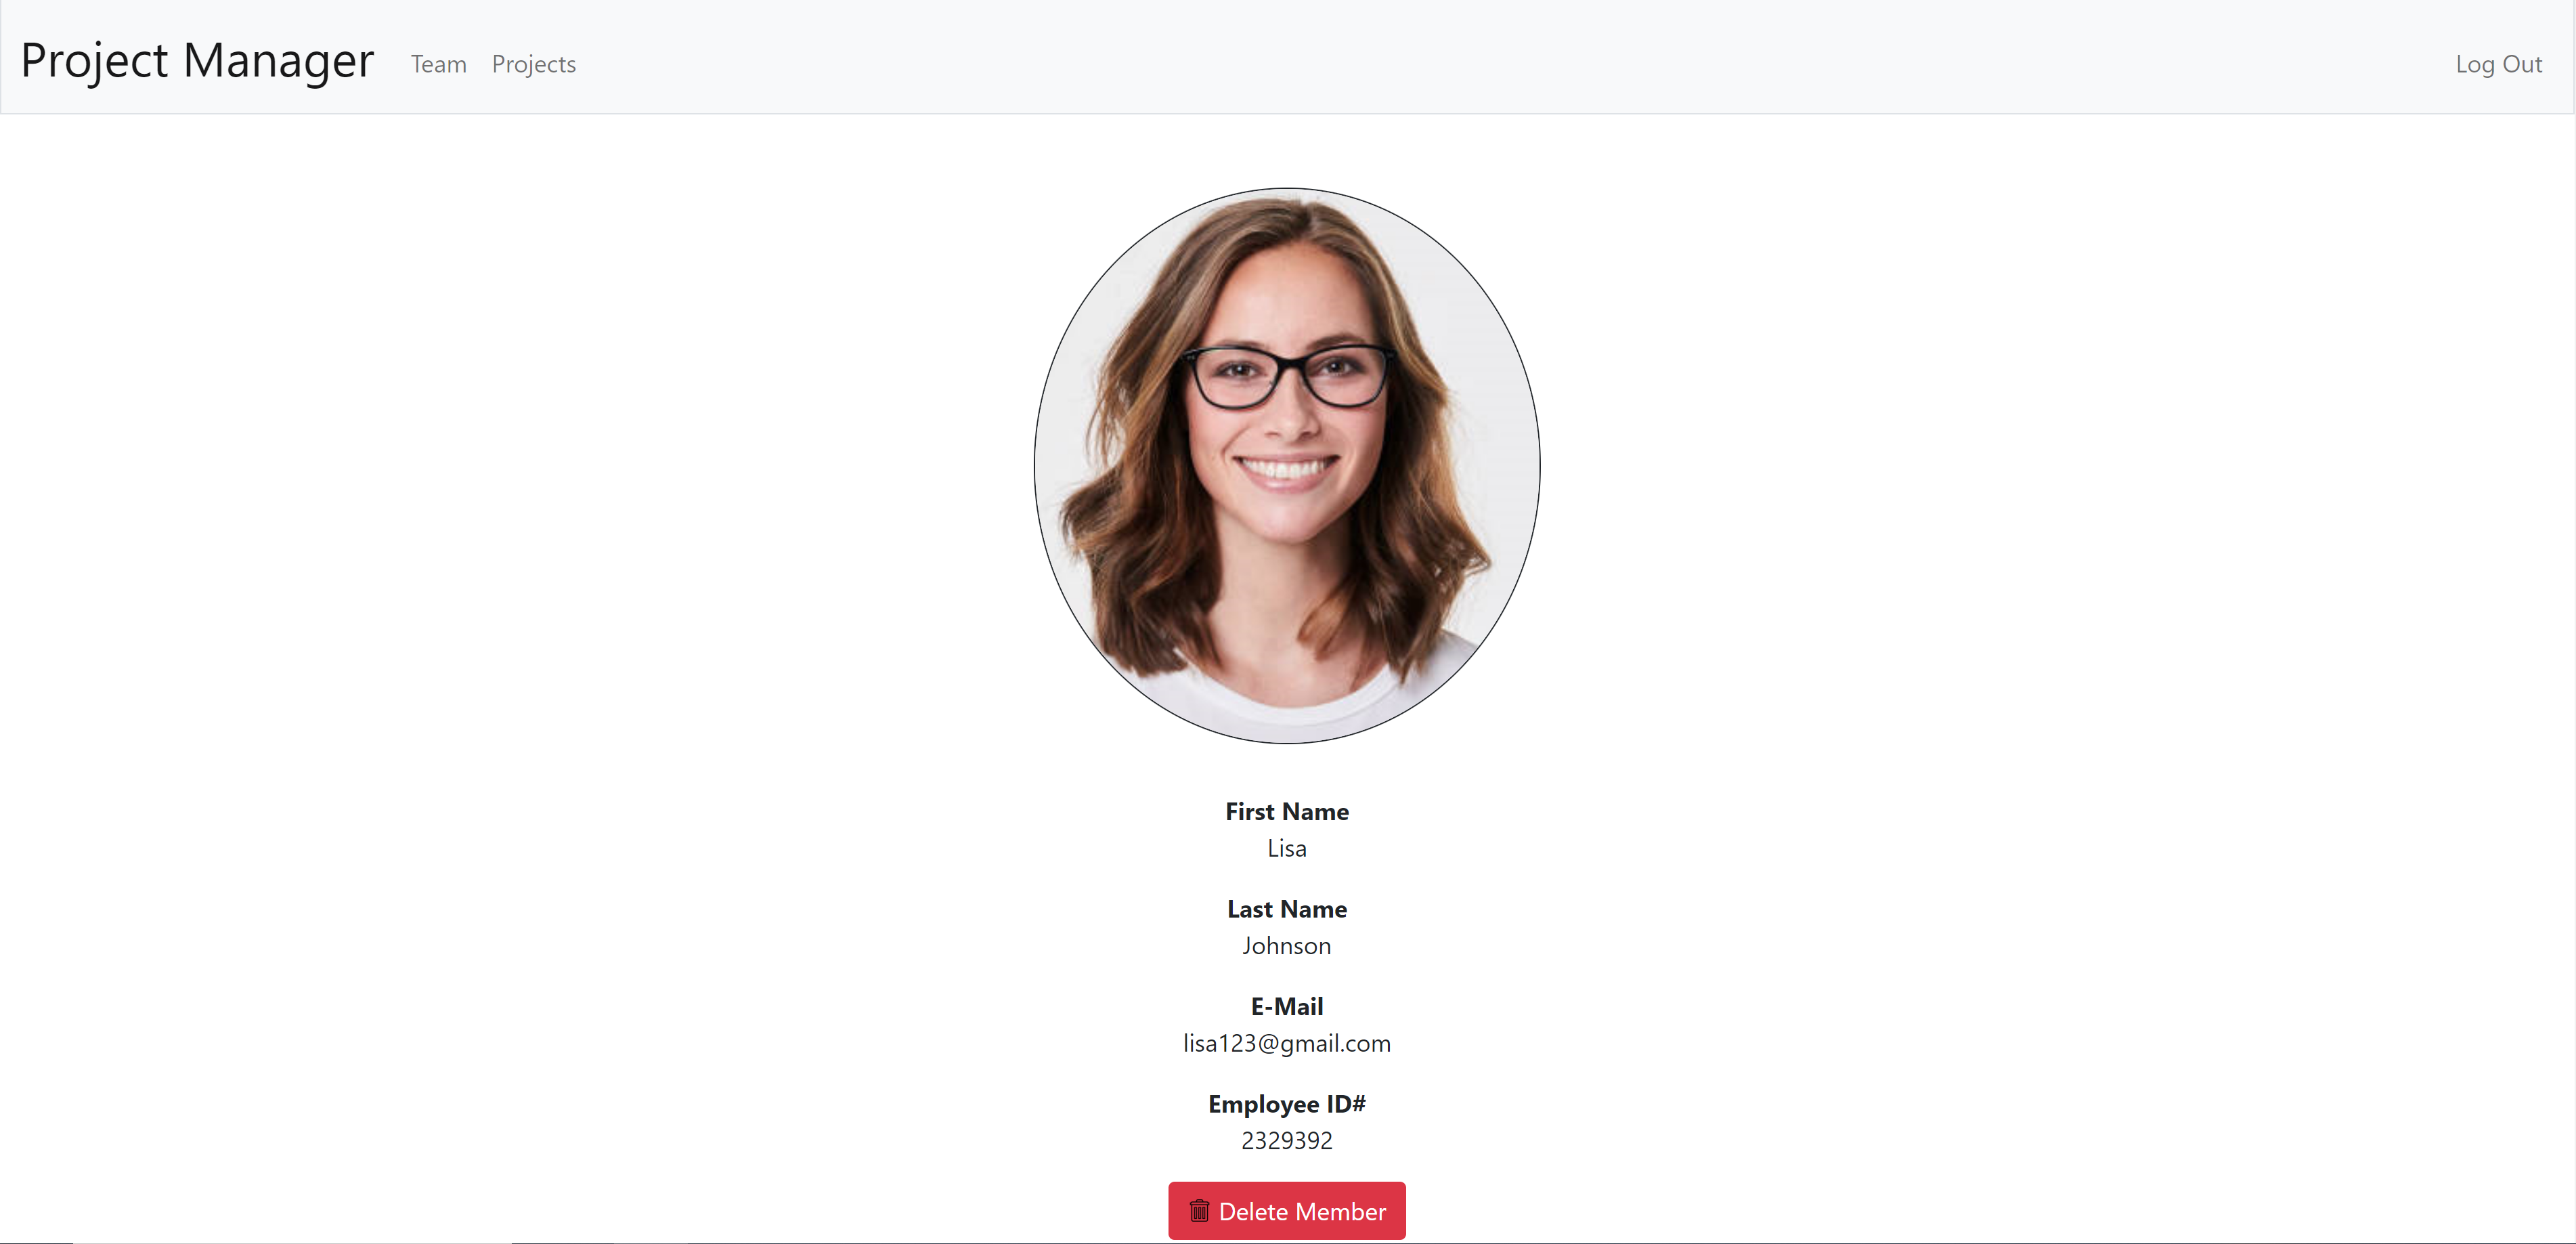 Project Manager Team Projects Log Out
First Name
Lisa
Last Name
Johnson
E-Mail
lisa123@gmail.com
Employee ID#
2329392
Delete Member